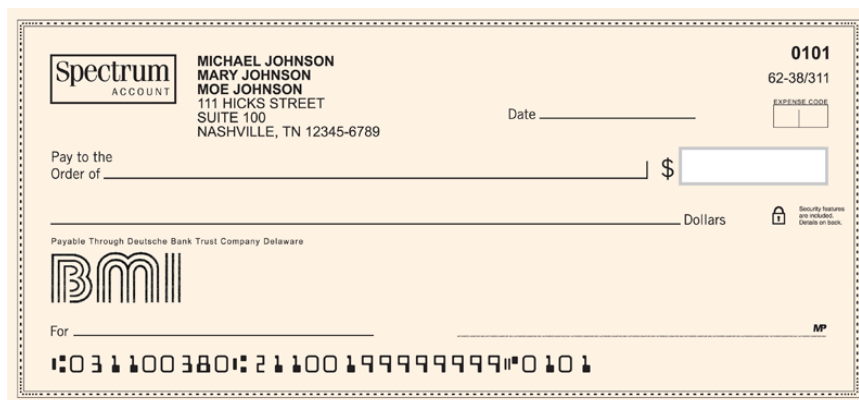 Spectrum
ACCOUNT
MICHAEL JOHNSON
MARY JOHNSON
MOE JOHNSON
111 HICKS STREET
SUITE 100
NASHVILLE, TN 12345-6789
0101
62-38/311
EXPENSE CODE
Date
Pay to the
Order of
$
Dollars
Security features
are included.
Details on back.
Payable Through Deutsche Bank Trust Company Delaware
BMI
For
MP
⑆031100380⑆211001999999999⑈0101